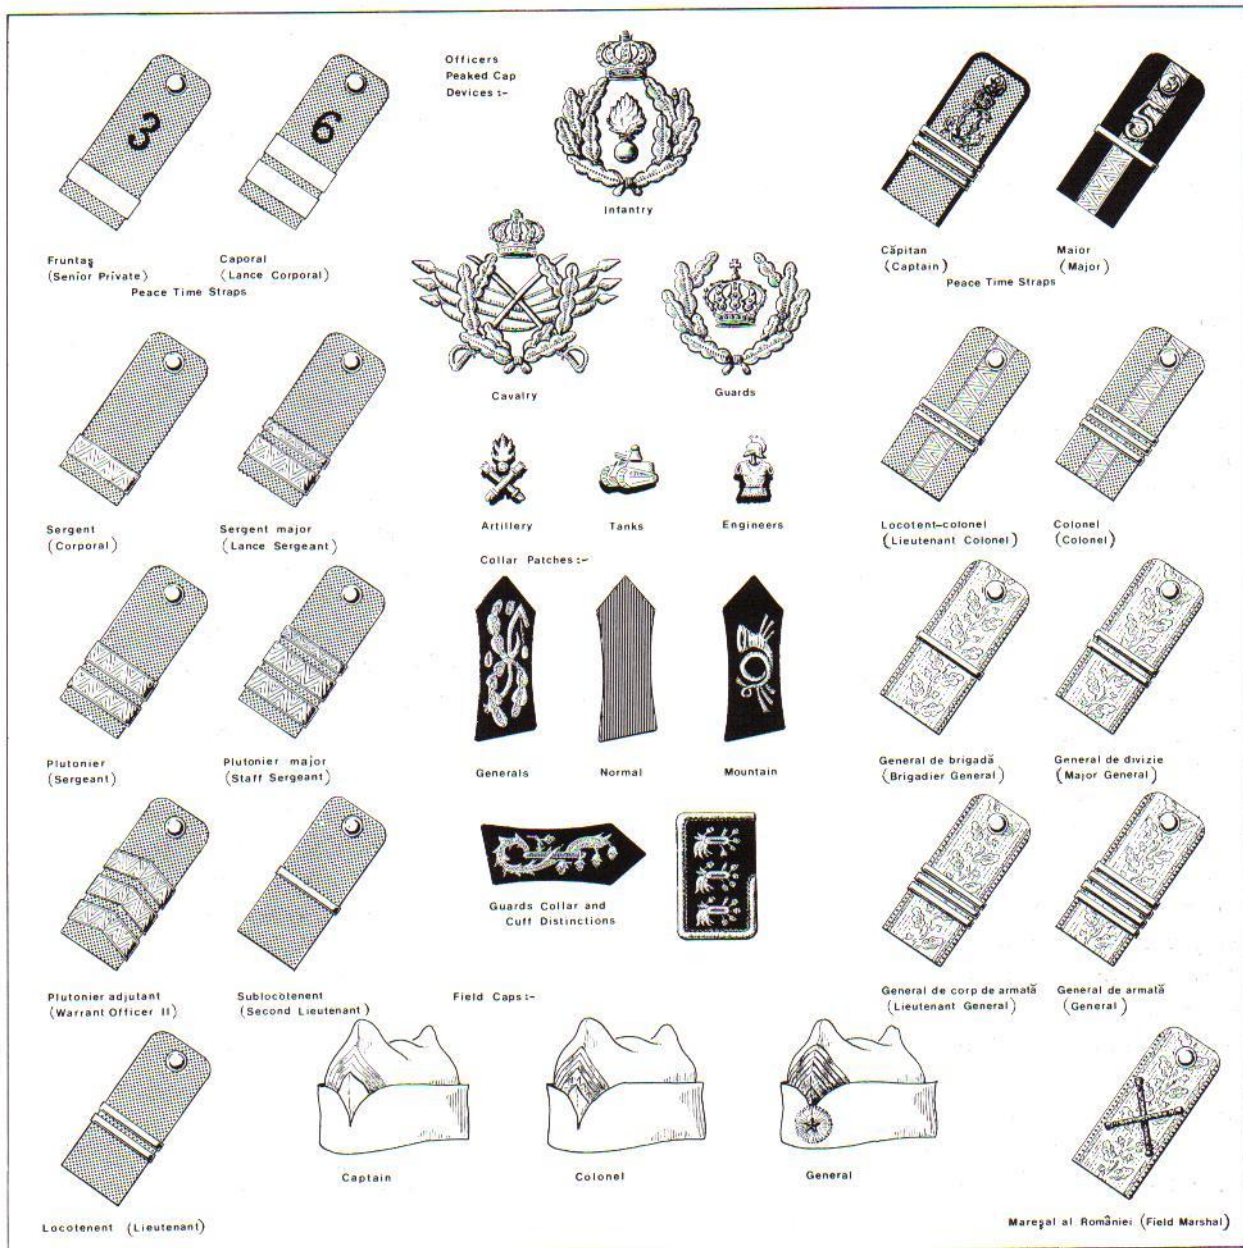 Officers
Peaked Cap
Devices :-
3
6
Infantry
5
Fruntaş
(Senior Private)
Caporal
(Lance Corporal)
Peace Time Straps
Căpitan
(Captain)
Maior
(Major)
Peace Time Straps
Cavalry
Guards
Sergent
(Corporal)
Sergent major
(Lance Sergeant)
Artillery
Tanks
Engineers
Locotent-colonel
(Lieutenant Colonel)
Colonel
(Colonel)
Collar Patches :-
Plutonier
(Sergeant)
Plutonier major
(Staff Sergeant)
Generals
Normal
Mountain
General de brigadă
(Brigadier General)
General de divizie
(Major General)
Guards Collar and
Cuff Distinctions
Plutonier adjutant
(Warrant Officer II)
Sublocotenent
(Second Lieutenant)
Field Caps :-
General de corp de armată
(Lieutenant General)
General de armată
(General)
Captain
Colonel
General
Locotenent (Lieutenant)
Mareşal al României (Field Marshal)